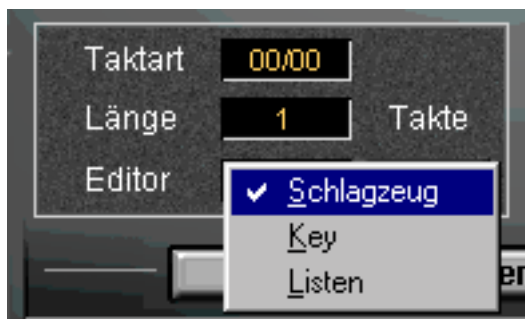 Taktart 00/00
Länge 1 Takte
Editor
Schlagzeug
Key
Listen